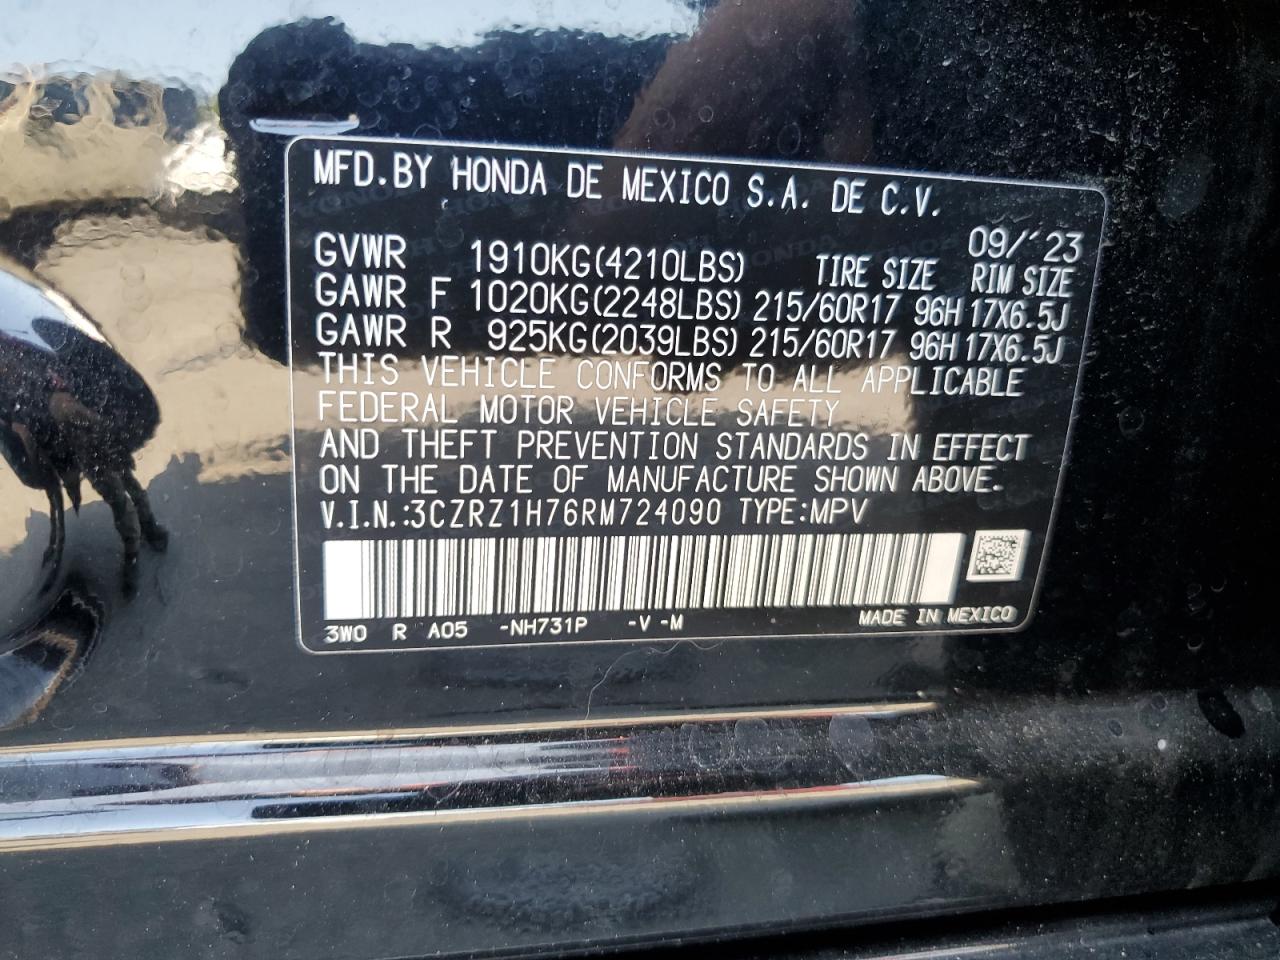 MFD.BY HONDA DE MEXICO S.A. DE C.V.
09/'23
GVWR 1910KG(4210LBS) TIRE SIZE RIM SIZE
GAWR F 1020KG(2248LBS) 215/60R17 96H 17X6.5J
GAWR R 925KG(2039LBS) 215/60R17 96H 17X6.5J
THIS VEHICLE CONFORMS TO ALL APPLICABLE
FEDERAL MOTOR VEHICLE SAFETY
AND THEFT PREVENTION STANDARDS IN EFFECT
ON THE DATE OF MANUFACTURE SHOWN ABOVE.
V.I.N.:3CZRZ1H76RM724090 TYPE:MPV
3W0 R A05 -NH731P -V -M MADE IN MEXICO